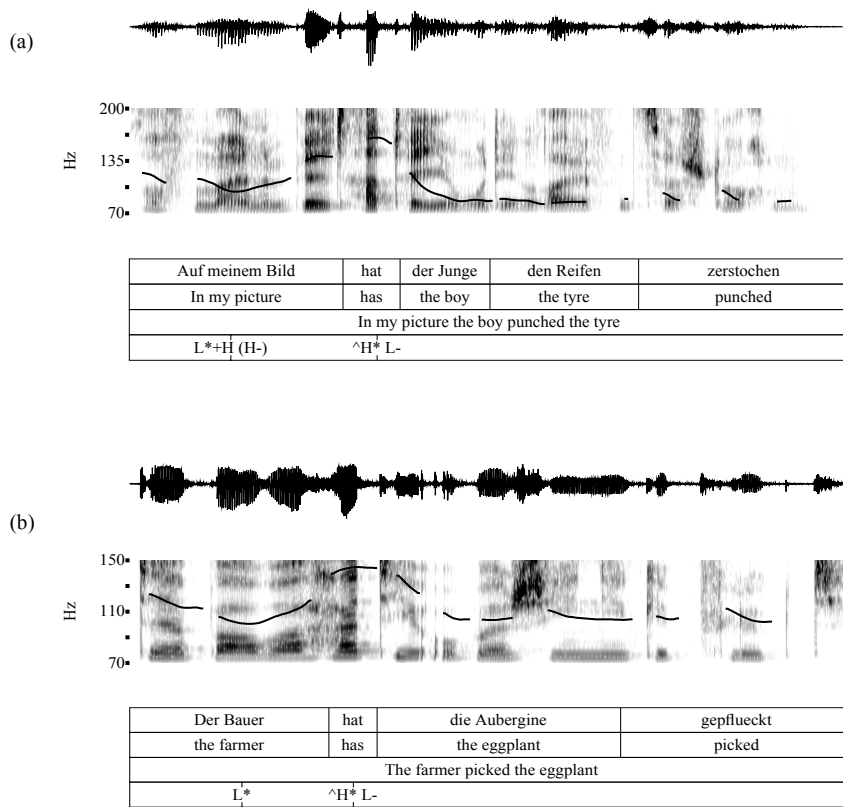 (a)
200
135
70
Hz
Auf meinem Bild hat der Junge den Reifen zerstochen
In my picture has the boy the tyre punched
In my picture the boy punched the tyre
L*+H (H-) ^H* L-
(b)
150
110
70
Hz
Der Bauer hat die Aubergine gepflueckt
the farmer has the eggplant picked
The farmer picked the eggplant
L* ^H* L-